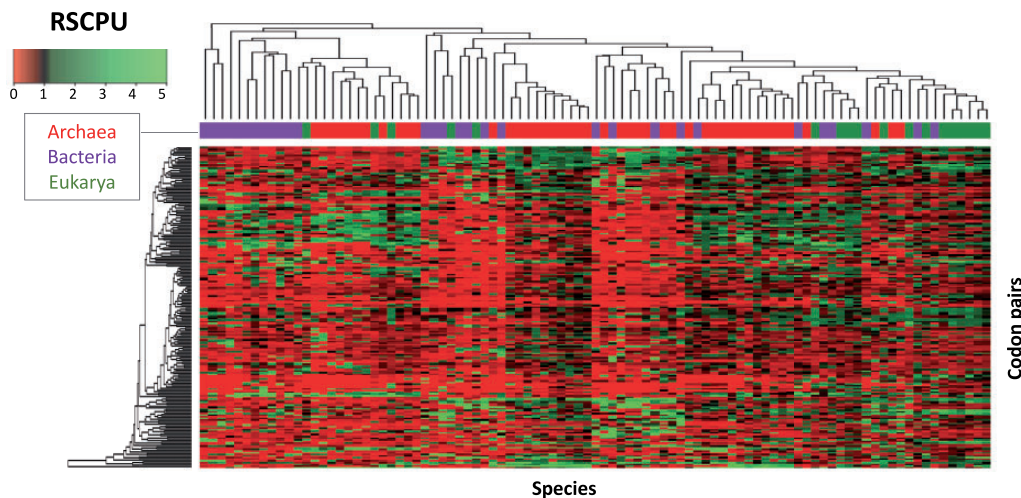 RSCPU
0 1 2 3 4 5
Archaea
Bacteria
Eukarya
Codon pairs
Species